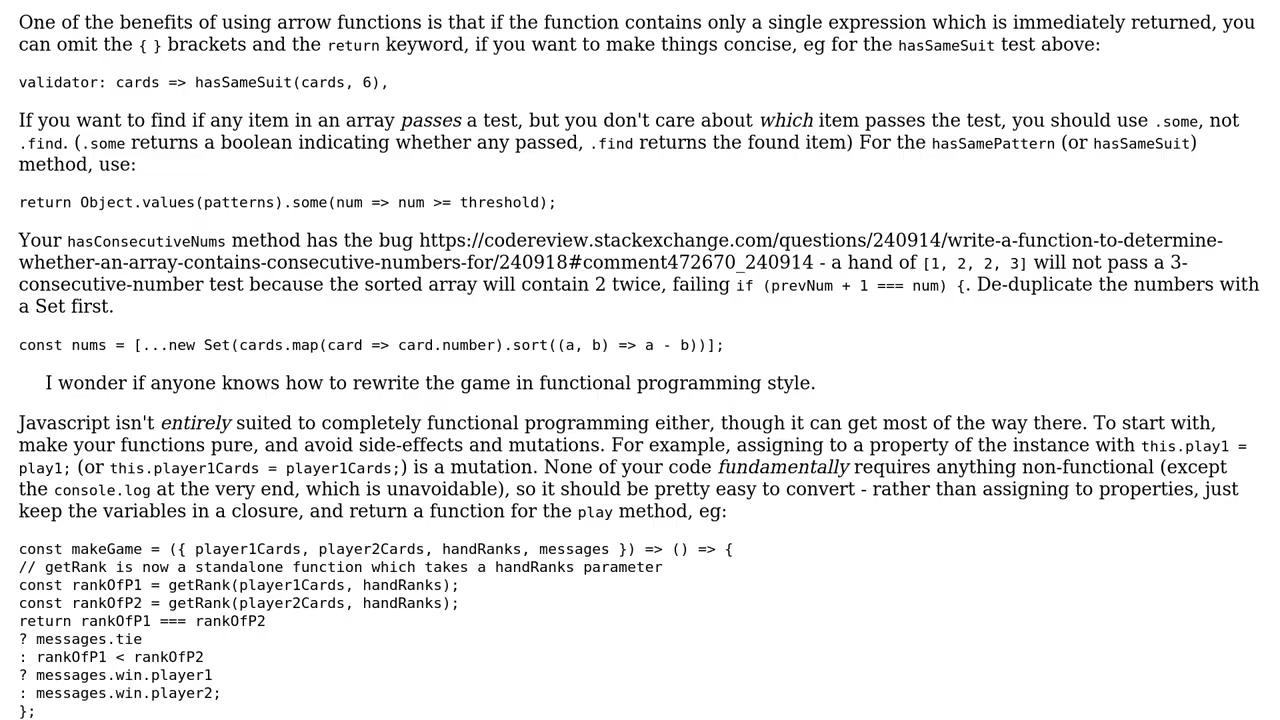 One of the benefits of using arrow functions is that if the function contains only a single expression which is immediately returned, you
can omit the { } brackets and the return keyword, if you want to make things concise, eg for the hasSameSuit test above:
validator: cards => hasSameSuit(cards, 6),
If you want to find if any item in an array passes a test, but you don't care about which item passes the test, you should use .some, not
.find. (.some returns a boolean indicating whether any passed, .find returns the found item) For the hasSamePattern (or hasSameSuit)
method, use:
return Object.values(patterns).some(num => num >= threshold);
Your hasConsecutiveNums method has the bug https://codereview.stackexchange.com/questions/240914/write-a-function-to-determine-
whether-an-array-contains-consecutive-numbers-for/240918#comment472670_240914 - a hand of [1, 2, 2, 3] will not pass a 3-
consecutive-number test because the sorted array will contain 2 twice, failing if (prevNum + 1 === num) {. De-duplicate the numbers with
a Set first.
const nums = [...new Set(cards.map(card => card.number).sort((a, b) => a - b))];
I wonder if anyone knows how to rewrite the game in functional programming style.
Javascript isn't entirely suited to completely functional programming either, though it can get most of the way there. To start with,
make your functions pure, and avoid side-effects and mutations. For example, assigning to a property of the instance with this.play1 =
play1; (or this.player1Cards = player1Cards;) is a mutation. None of your code fundamentally requires anything non-functional (except
the console.log at the very end, which is unavoidable), so it should be pretty easy to convert - rather than assigning to properties, just
keep the variables in a closure, and return a function for the play method, eg:
const makeGame = ({ player1Cards, player2Cards, handRanks, messages }) => () => {
// getRank is now a standalone function which takes a handRanks parameter
const rankOfP1 = getRank(player1Cards, handRanks);
const rankOfP2 = getRank(player2Cards, handRanks);
return rankOfP1 === rankOfP2
? messages.tie
: rankOfP1 < rankOfP2
? messages.win.player1
: messages.win.player2;
};